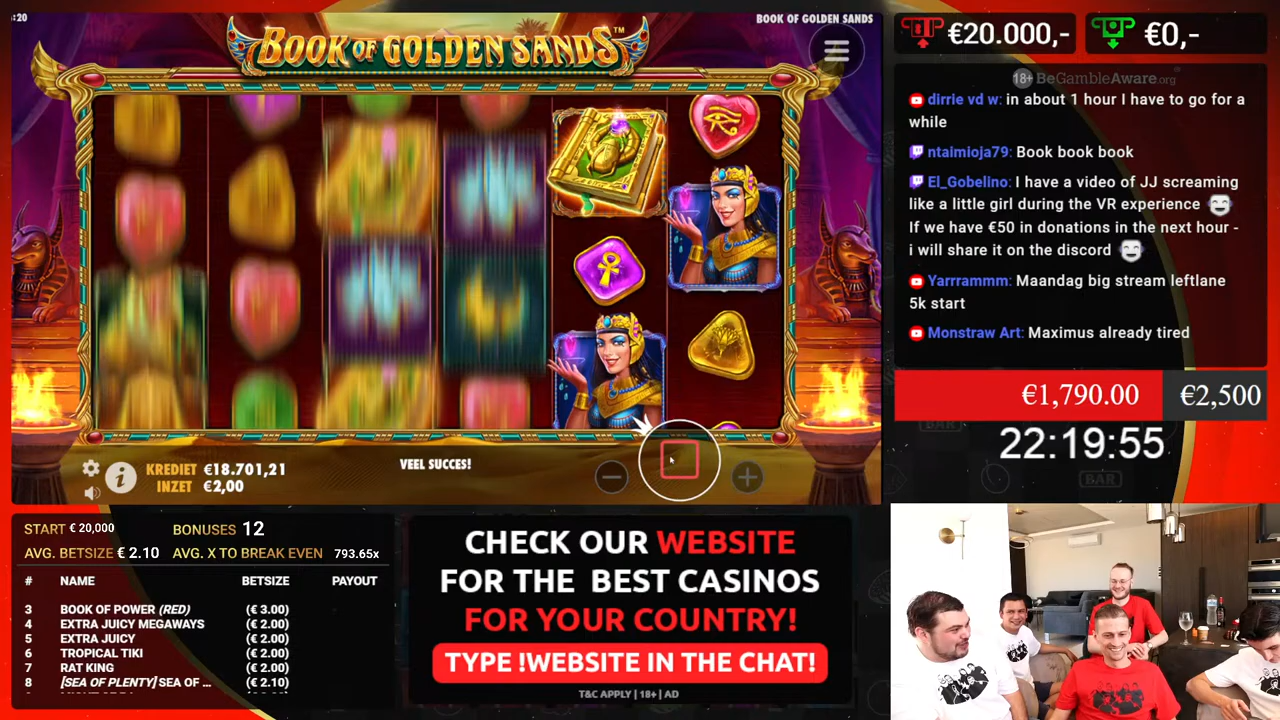 :20
BOOK OF GOLDEN SANDS
BOOK OF GOLDEN SANDS™
KREDIET €18.701,21
INZET €2,00
VEEL SUCCES!
€20.000,-
€0,-
18+ BeGambleAware.org
dirrie vd w: in about 1 hour I have to go for a
while
ntaimioja79: Book book book
El_Gobelino: I have a video of JJ screaming
like a little girl during the VR experience
If we have €50 in donations in the next hour -
i will share it on the discord
Yarrrammm: Maandag big stream leftlane
5k start
Monstraw Art: Maximus already tired
€1,790.00
€2,500
22:19:55
BAR
BAR
START € 20,000
BONUSES 12
AVG. BETSIZE € 2.10
AVG. X TO BREAK EVEN 793.65x
# NAME BETSIZE PAYOUT
3 BOOK OF POWER (RED) (€ 3.00)
4 EXTRA JUICY MEGAWAYS (€ 2.00)
5 EXTRA JUICY (€ 2.00)
6 TROPICAL TIKI (€ 2.00)
7 RAT KING (€ 2.00)
8 [SEA OF PLENTY] SEA OF ... (€ 2.10)
CHECK OUR WEBSITE
FOR THE BEST CASINOS
FOR YOUR COUNTRY!
TYPE !WEBSITE IN THE CHAT!
T&C APPLY | 18+ | AD